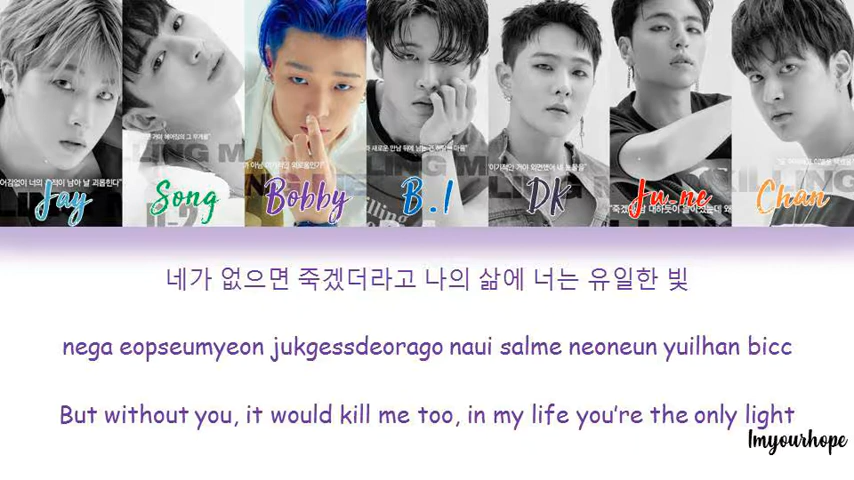 Jay Song Bobby B.I DK Ju-ne Chan
네가 없으면 죽겠더라고 나의 삶에 너는 유일한 빛
nega eopseumyeon jukgessdeorago naui salme neoneun yuilhan bicc
But without you, it would kill me too, in my life you're the only light
Imyourhope